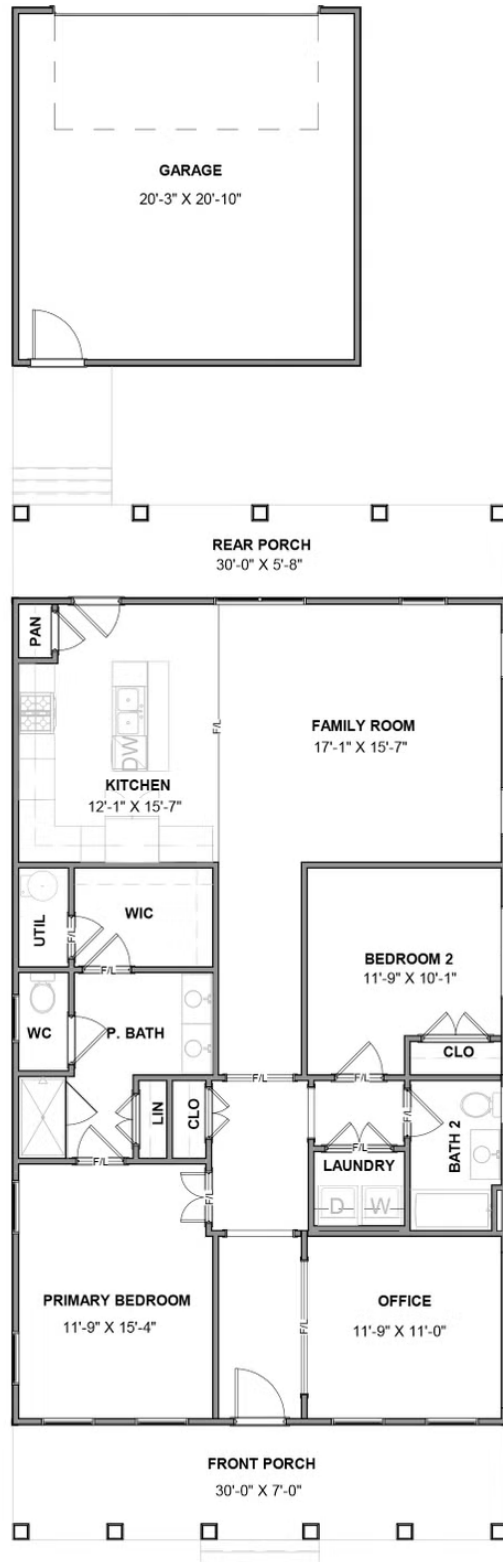 GARAGE
20'-3" X 20'-10"
REAR PORCH
30'-0" X 5'-8"
PAN
DW
F/L
FAMILY ROOM
17'-1" X 15'-7"
KITCHEN
12'-1" X 15'-7"
UTIL
F/L
WIC
F/L
BEDROOM 2
11'-9" X 10'-1"
WC
P. BATH
CLO
F/L
F/L
LIN
CLO
F/L
F/L
BATH 2
F/L
LAUNDRY
D
W
F/L
PRIMARY BEDROOM
11'-9" X 15'-4"
OFFICE
11'-9" X 11'-0"
F/L
FRONT PORCH
30'-0" X 7'-0"